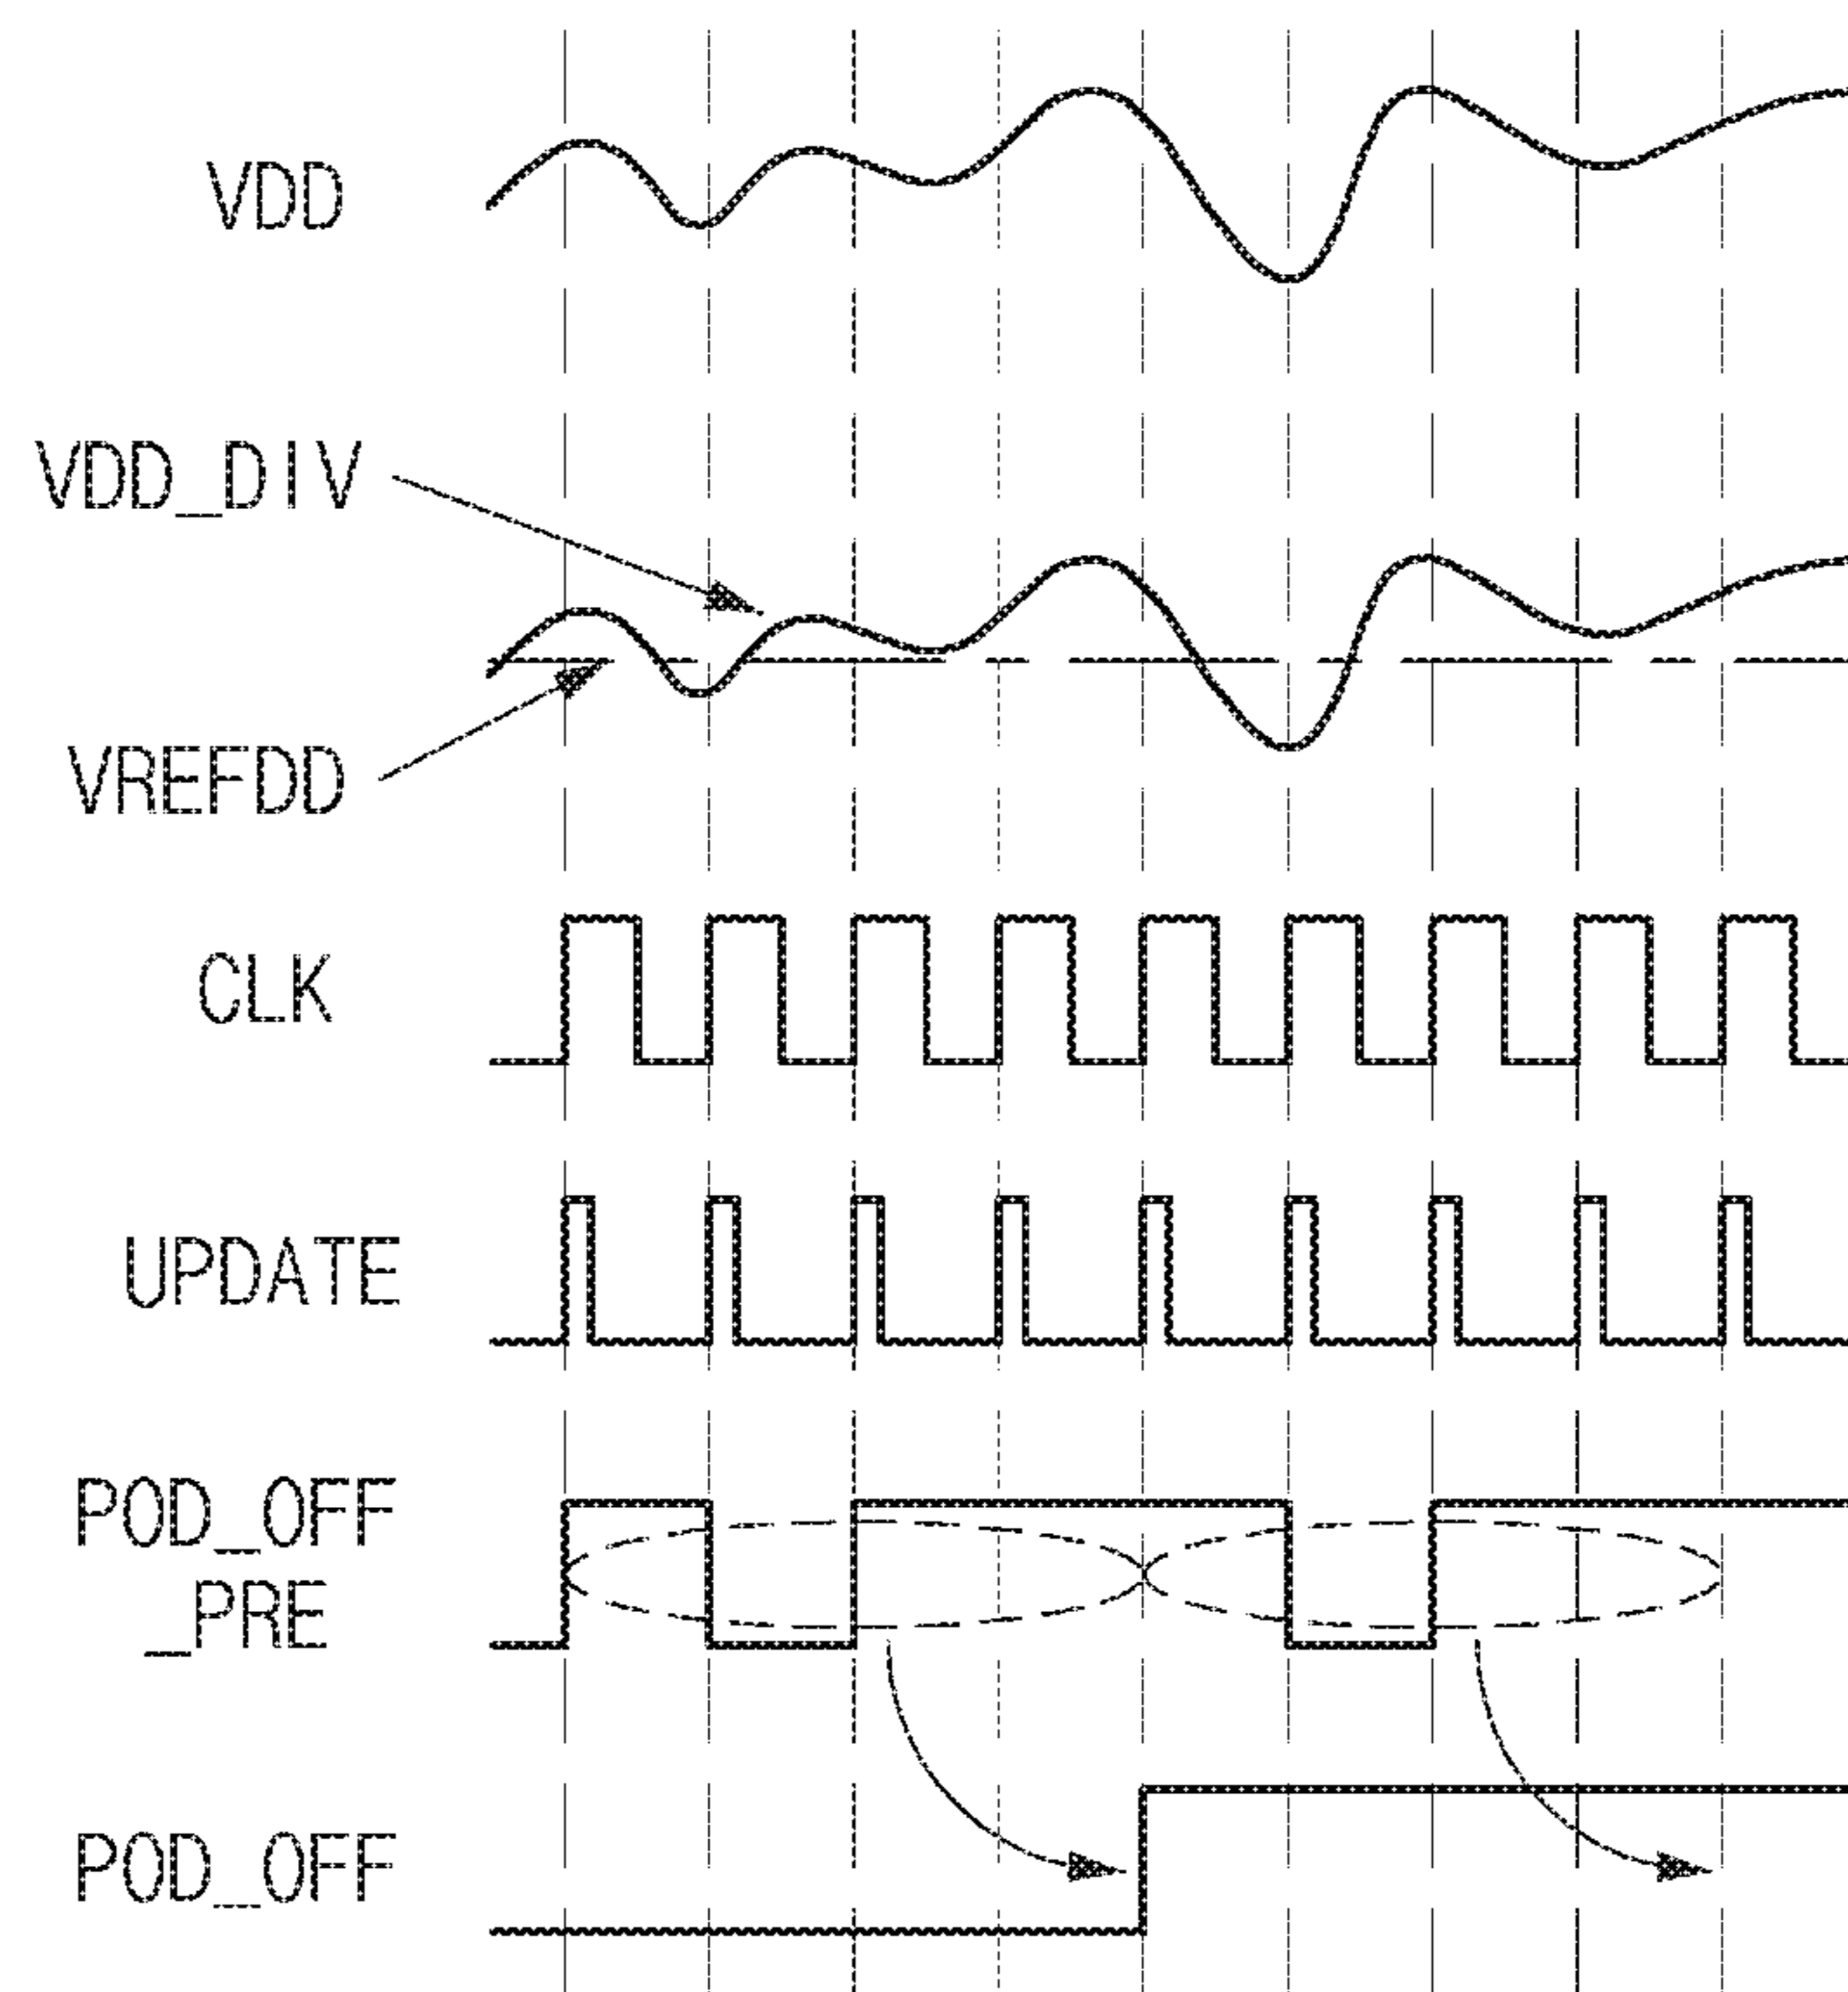 VDD
VDD_DIV
VREFDD
CLK
UPDATE
POD_OFF
_PRE
POD_OFF